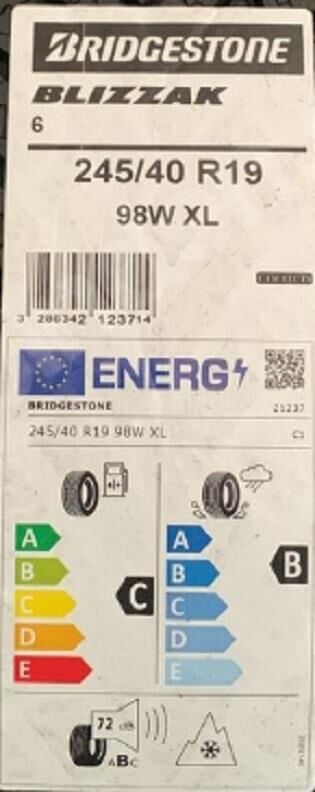 BRIDGESTONE
BLIZZAK
6
245/40 R19
98W XL
3 286342 123714
ENERG
BRIDGESTONE
21237
245/40 R19 98W XL
C1
A
B
C
D
E
C
A
B
C
D
E
B
72 dB
ABC